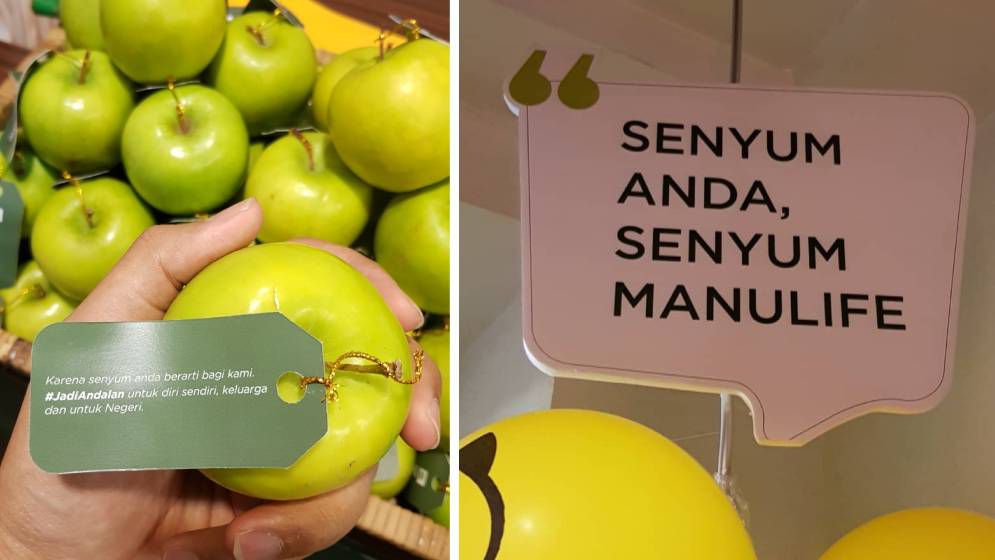 Karena senyum anda berarti bagi kami.
#JadiAndalan untuk diri sendiri, keluarga
dan untuk Negeri.
SENYUM
ANDA,
SENYUM
MANULIFE